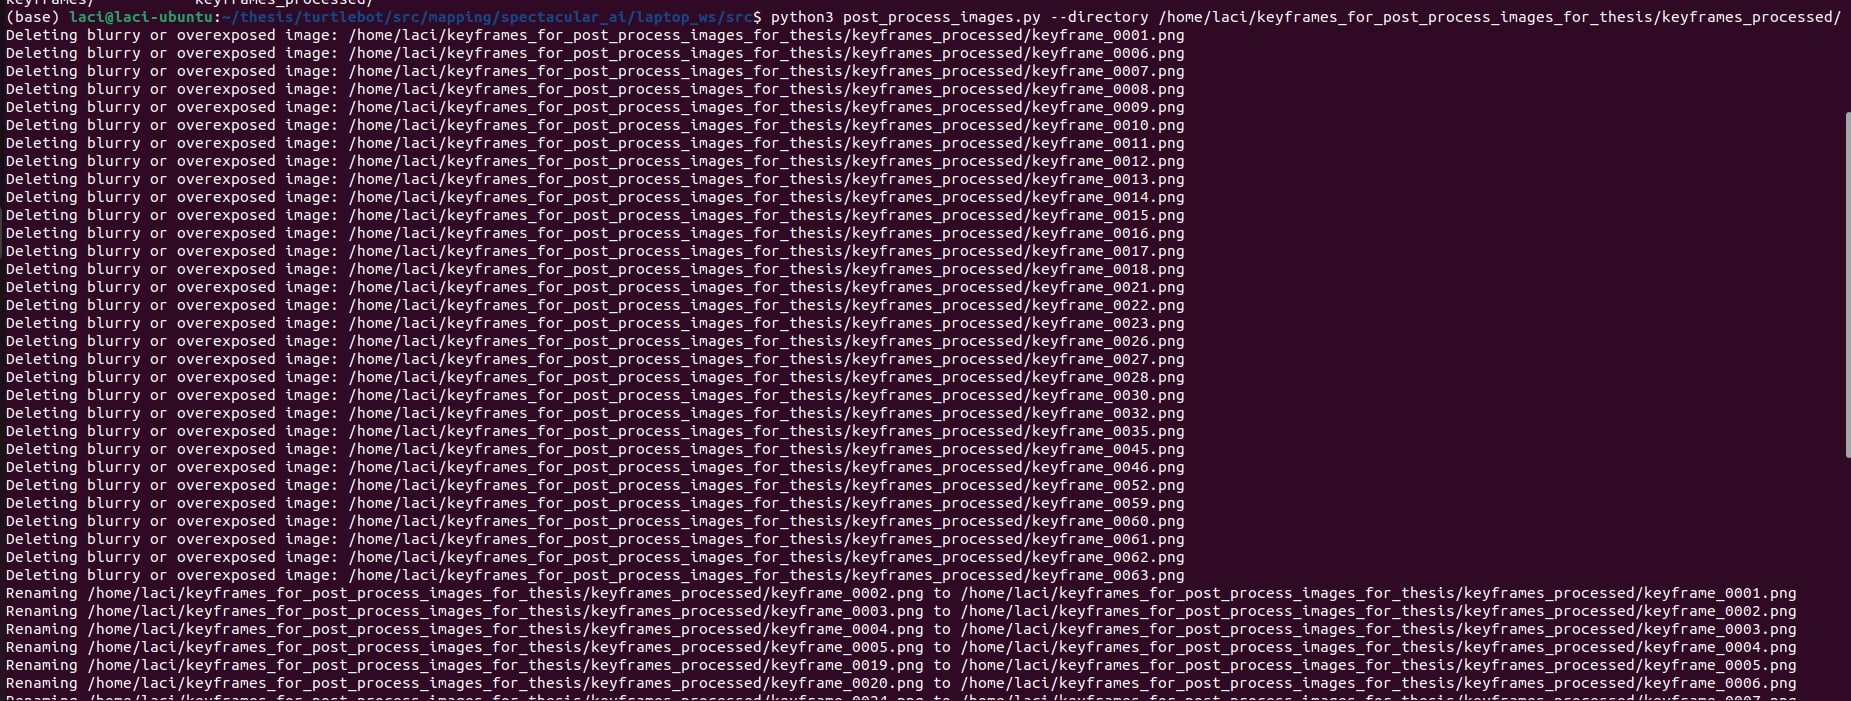 keyframes/ keyframes_processed/
(base) laci@laci-ubuntu:~/thesis/turtlebot/src/mapping/spectacular_ai/laptop_ws/src$ python3 post_process_images.py --directory /home/laci/keyframes_for_post_process_images_for_thesis/keyframes_processed/
Deleting blurry or overexposed image: /home/laci/keyframes_for_post_process_images_for_thesis/keyframes_processed/keyframe_0001.png
Deleting blurry or overexposed image: /home/laci/keyframes_for_post_process_images_for_thesis/keyframes_processed/keyframe_0006.png
Deleting blurry or overexposed image: /home/laci/keyframes_for_post_process_images_for_thesis/keyframes_processed/keyframe_0007.png
Deleting blurry or overexposed image: /home/laci/keyframes_for_post_process_images_for_thesis/keyframes_processed/keyframe_0008.png
Deleting blurry or overexposed image: /home/laci/keyframes_for_post_process_images_for_thesis/keyframes_processed/keyframe_0009.png
Deleting blurry or overexposed image: /home/laci/keyframes_for_post_process_images_for_thesis/keyframes_processed/keyframe_0010.png
Deleting blurry or overexposed image: /home/laci/keyframes_for_post_process_images_for_thesis/keyframes_processed/keyframe_0011.png
Deleting blurry or overexposed image: /home/laci/keyframes_for_post_process_images_for_thesis/keyframes_processed/keyframe_0012.png
Deleting blurry or overexposed image: /home/laci/keyframes_for_post_process_images_for_thesis/keyframes_processed/keyframe_0013.png
Deleting blurry or overexposed image: /home/laci/keyframes_for_post_process_images_for_thesis/keyframes_processed/keyframe_0014.png
Deleting blurry or overexposed image: /home/laci/keyframes_for_post_process_images_for_thesis/keyframes_processed/keyframe_0015.png
Deleting blurry or overexposed image: /home/laci/keyframes_for_post_process_images_for_thesis/keyframes_processed/keyframe_0016.png
Deleting blurry or overexposed image: /home/laci/keyframes_for_post_process_images_for_thesis/keyframes_processed/keyframe_0017.png
Deleting blurry or overexposed image: /home/laci/keyframes_for_post_process_images_for_thesis/keyframes_processed/keyframe_0018.png
Deleting blurry or overexposed image: /home/laci/keyframes_for_post_process_images_for_thesis/keyframes_processed/keyframe_0021.png
Deleting blurry or overexposed image: /home/laci/keyframes_for_post_process_images_for_thesis/keyframes_processed/keyframe_0022.png
Deleting blurry or overexposed image: /home/laci/keyframes_for_post_process_images_for_thesis/keyframes_processed/keyframe_0023.png
Deleting blurry or overexposed image: /home/laci/keyframes_for_post_process_images_for_thesis/keyframes_processed/keyframe_0026.png
Deleting blurry or overexposed image: /home/laci/keyframes_for_post_process_images_for_thesis/keyframes_processed/keyframe_0027.png
Deleting blurry or overexposed image: /home/laci/keyframes_for_post_process_images_for_thesis/keyframes_processed/keyframe_0028.png
Deleting blurry or overexposed image: /home/laci/keyframes_for_post_process_images_for_thesis/keyframes_processed/keyframe_0030.png
Deleting blurry or overexposed image: /home/laci/keyframes_for_post_process_images_for_thesis/keyframes_processed/keyframe_0032.png
Deleting blurry or overexposed image: /home/laci/keyframes_for_post_process_images_for_thesis/keyframes_processed/keyframe_0035.png
Deleting blurry or overexposed image: /home/laci/keyframes_for_post_process_images_for_thesis/keyframes_processed/keyframe_0045.png
Deleting blurry or overexposed image: /home/laci/keyframes_for_post_process_images_for_thesis/keyframes_processed/keyframe_0046.png
Deleting blurry or overexposed image: /home/laci/keyframes_for_post_process_images_for_thesis/keyframes_processed/keyframe_0052.png
Deleting blurry or overexposed image: /home/laci/keyframes_for_post_process_images_for_thesis/keyframes_processed/keyframe_0059.png
Deleting blurry or overexposed image: /home/laci/keyframes_for_post_process_images_for_thesis/keyframes_processed/keyframe_0060.png
Deleting blurry or overexposed image: /home/laci/keyframes_for_post_process_images_for_thesis/keyframes_processed/keyframe_0061.png
Deleting blurry or overexposed image: /home/laci/keyframes_for_post_process_images_for_thesis/keyframes_processed/keyframe_0062.png
Deleting blurry or overexposed image: /home/laci/keyframes_for_post_process_images_for_thesis/keyframes_processed/keyframe_0063.png
Renaming /home/laci/keyframes_for_post_process_images_for_thesis/keyframes_processed/keyframe_0002.png to /home/laci/keyframes_for_post_process_images_for_thesis/keyframes_processed/keyframe_0001.png
Renaming /home/laci/keyframes_for_post_process_images_for_thesis/keyframes_processed/keyframe_0003.png to /home/laci/keyframes_for_post_process_images_for_thesis/keyframes_processed/keyframe_0002.png
Renaming /home/laci/keyframes_for_post_process_images_for_thesis/keyframes_processed/keyframe_0004.png to /home/laci/keyframes_for_post_process_images_for_thesis/keyframes_processed/keyframe_0003.png
Renaming /home/laci/keyframes_for_post_process_images_for_thesis/keyframes_processed/keyframe_0005.png to /home/laci/keyframes_for_post_process_images_for_thesis/keyframes_processed/keyframe_0004.png
Renaming /home/laci/keyframes_for_post_process_images_for_thesis/keyframes_processed/keyframe_0019.png to /home/laci/keyframes_for_post_process_images_for_thesis/keyframes_processed/keyframe_0005.png
Renaming /home/laci/keyframes_for_post_process_images_for_thesis/keyframes_processed/keyframe_0020.png to /home/laci/keyframes_for_post_process_images_for_thesis/keyframes_processed/keyframe_0006.png